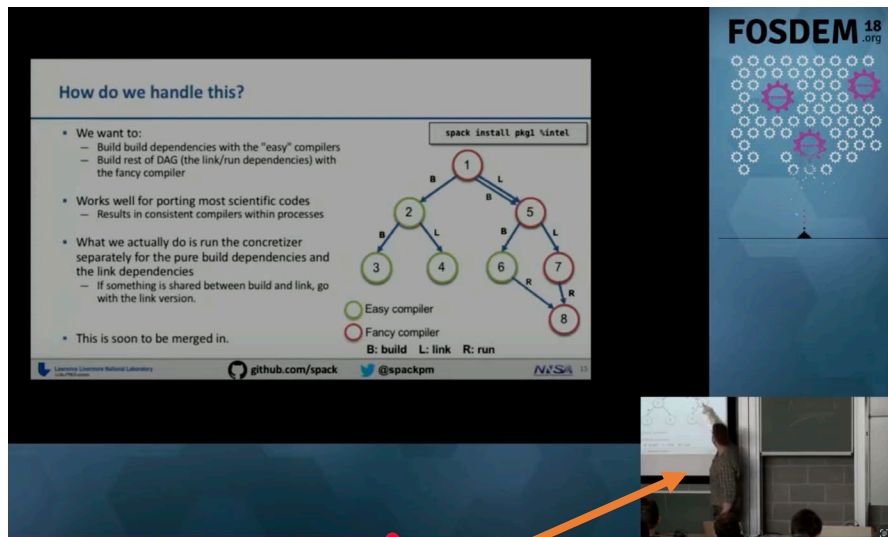 FOSDEM 18
.org
How do we handle this?
▪ We want to:
— Build build dependencies with the "easy" compilers
— Build rest of DAG (the link/run dependencies) with
the fancy compiler
▪ Works well for porting most scientific codes
— Results in consistent compilers within processes
▪ What we actually do is run the concretizer
separately for the pure build dependencies and
the link dependencies
— If something is shared between build and link, go
with the link version.
▪ This is soon to be merged in.
spack install pkg1 %intel
1
B L
B
2 5
B L B L
3 4 6 7
R R
8
Easy compiler
Fancy compiler
B: build L: link R: run
Lawrence Livermore National Laboratory
github.com/spack
@spackpm
NNSA
15